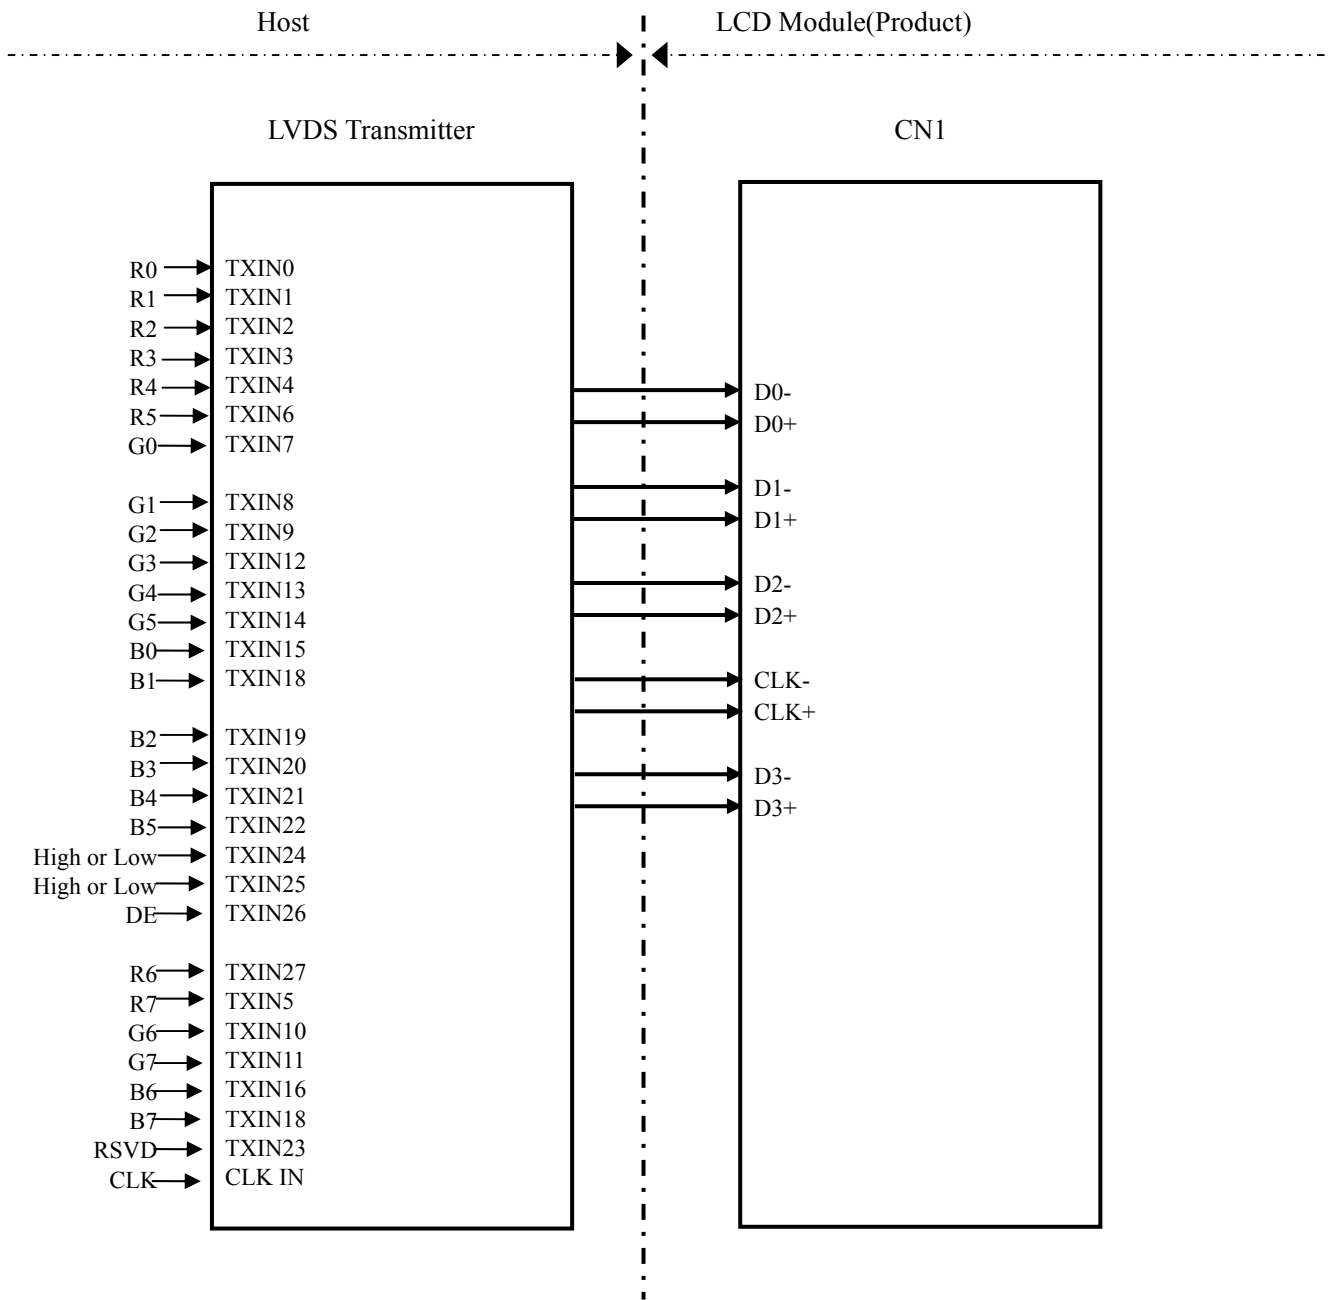 Host LCD Module(Product)
LVDS Transmitter CN1
R0 TXIN0
R1 TXIN1
R2 TXIN2
R3 TXIN3
R4 TXIN4
R5 TXIN6
G0 TXIN7
G1 TXIN8
G2 TXIN9
G3 TXIN12
G4 TXIN13
G5 TXIN14
B0 TXIN15
B1 TXIN18
B2 TXIN19
B3 TXIN20
B4 TXIN21
B5 TXIN22
High or Low TXIN24
High or Low TXIN25
DE TXIN26
R6 TXIN27
R7 TXIN5
G6 TXIN10
G7 TXIN11
B6 TXIN16
B7 TXIN18
RSVD TXIN23
CLK CLK IN
D0-
D0+
D1-
D1+
D2-
D2+
CLK-
CLK+
D3-
D3+